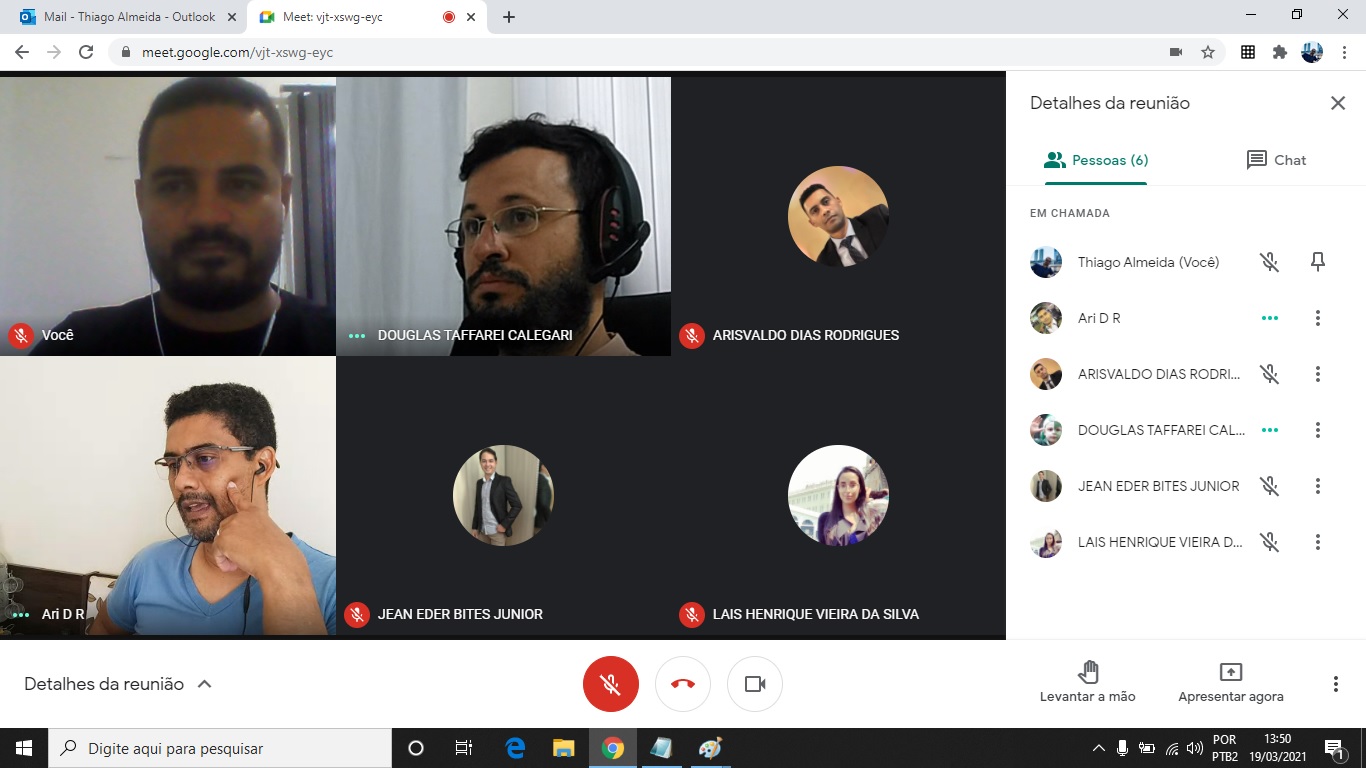 Mail - Thiago Almeida - Outlook
Meet: vjt-xswg-eyc
meet.google.com/vjt-xswg-eyc
Você
DOUGLAS TAFFAREI CALEGARI
ARISVALDO DIAS RODRIGUES
Ari D R
JEAN EDER BITES JUNIOR
LAIS HENRIQUE VIEIRA DA SILVA
Detalhes da reunião
Pessoas (6)
Chat
EM CHAMADA
Thiago Almeida (Você)
Ari D R
ARISVALDO DIAS RODRI...
DOUGLAS TAFFAREI CAL...
JEAN EDER BITES JUNIOR
LAIS HENRIQUE VIEIRA D...
Detalhes da reunião
Levantar a mão
Apresentar agora
Digite aqui para pesquisar
POR
PTB2
13:50
19/03/2021
1